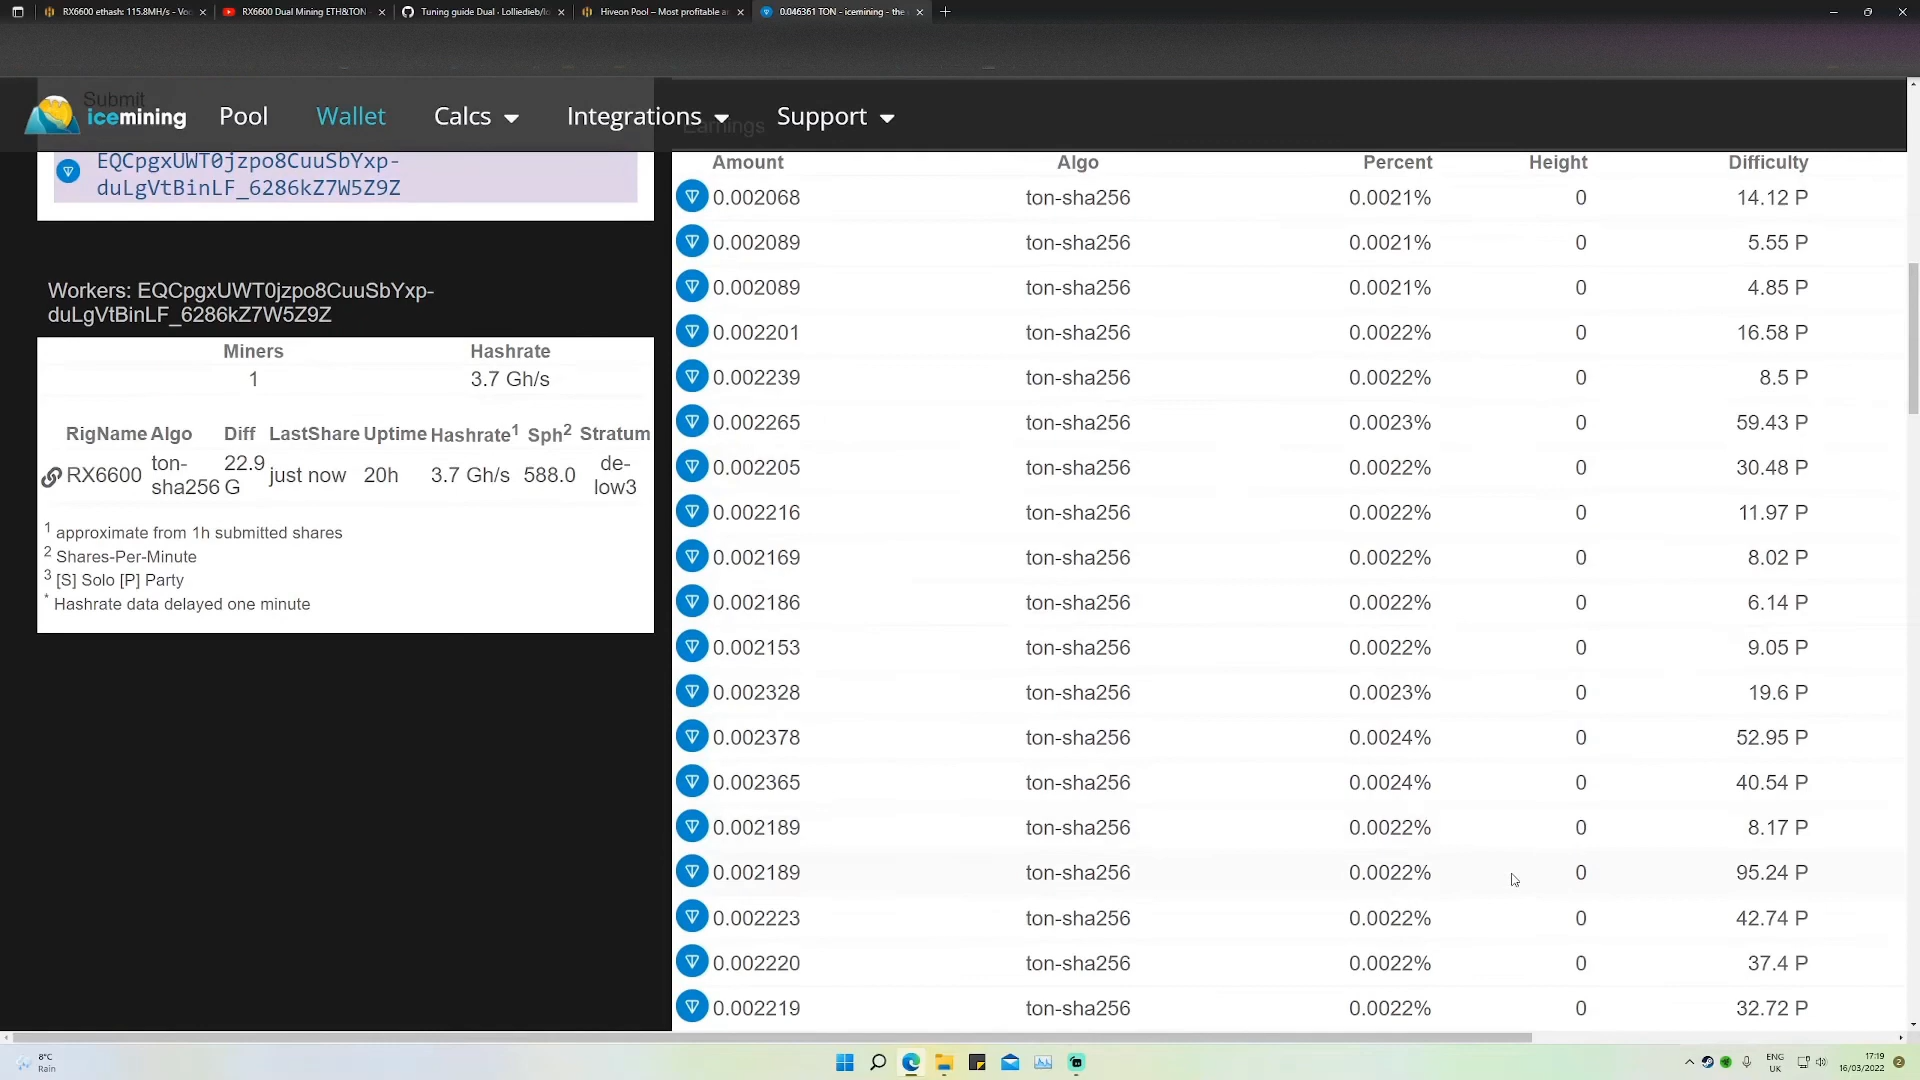 RX6600 ethash: 115.8MH/s - Voc
RX6600 Dual Mining ETH&TON
Tuning guide Dual · Lolliedieb/lo
Hiveon Pool – Most profitable a
0.046361 TON - icemining - the
Submit
icemining
Pool
Wallet
Calcs
Integrations
Support
Earnings
EQCpgxUWT0jzpo8CuuSbYxp-
duLgVtBinLF_6286kZ7W5Z9Z
Workers: EQCpgxUWT0jzpo8CuuSbYxp-
duLgVtBinLF_6286kZ7W5Z9Z
Miners Hashrate
1 3.7 Gh/s
RigName Algo Diff LastShare Uptime Hashrate1 Sph2 Stratum
RX6600 ton-sha256 22.9 G just now 20h 3.7 Gh/s 588.0 de-low3
1 approximate from 1h submitted shares
2 Shares-Per-Minute
3 [S] Solo [P] Party
* Hashrate data delayed one minute
Amount Algo Percent Height Difficulty
0.002068 ton-sha256 0.0021% 0 14.12 P
0.002089 ton-sha256 0.0021% 0 5.55 P
0.002089 ton-sha256 0.0021% 0 4.85 P
0.002201 ton-sha256 0.0022% 0 16.58 P
0.002239 ton-sha256 0.0022% 0 8.5 P
0.002265 ton-sha256 0.0023% 0 59.43 P
0.002205 ton-sha256 0.0022% 0 30.48 P
0.002216 ton-sha256 0.0022% 0 11.97 P
0.002169 ton-sha256 0.0022% 0 8.02 P
0.002186 ton-sha256 0.0022% 0 6.14 P
0.002153 ton-sha256 0.0022% 0 9.05 P
0.002328 ton-sha256 0.0023% 0 19.6 P
0.002378 ton-sha256 0.0024% 0 52.95 P
0.002365 ton-sha256 0.0024% 0 40.54 P
0.002189 ton-sha256 0.0022% 0 8.17 P
0.002189 ton-sha256 0.0022% 0 95.24 P
0.002223 ton-sha256 0.0022% 0 42.74 P
0.002220 ton-sha256 0.0022% 0 37.4 P
0.002219 ton-sha256 0.0022% 0 32.72 P
8°C
Rain
ENG
UK
17:19
16/03/2022
2